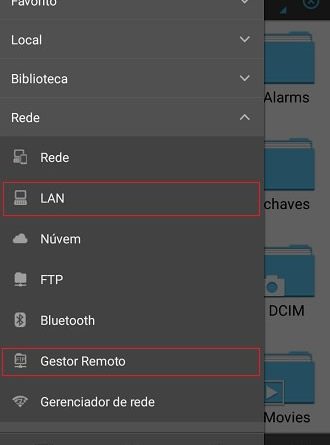 Favorito
Local
Biblioteca
Rede
Rede
LAN
Núvem
FTP
Bluetooth
Gestor Remoto
Gerenciador de rede
Alarms
chaves
DCIM
Movies